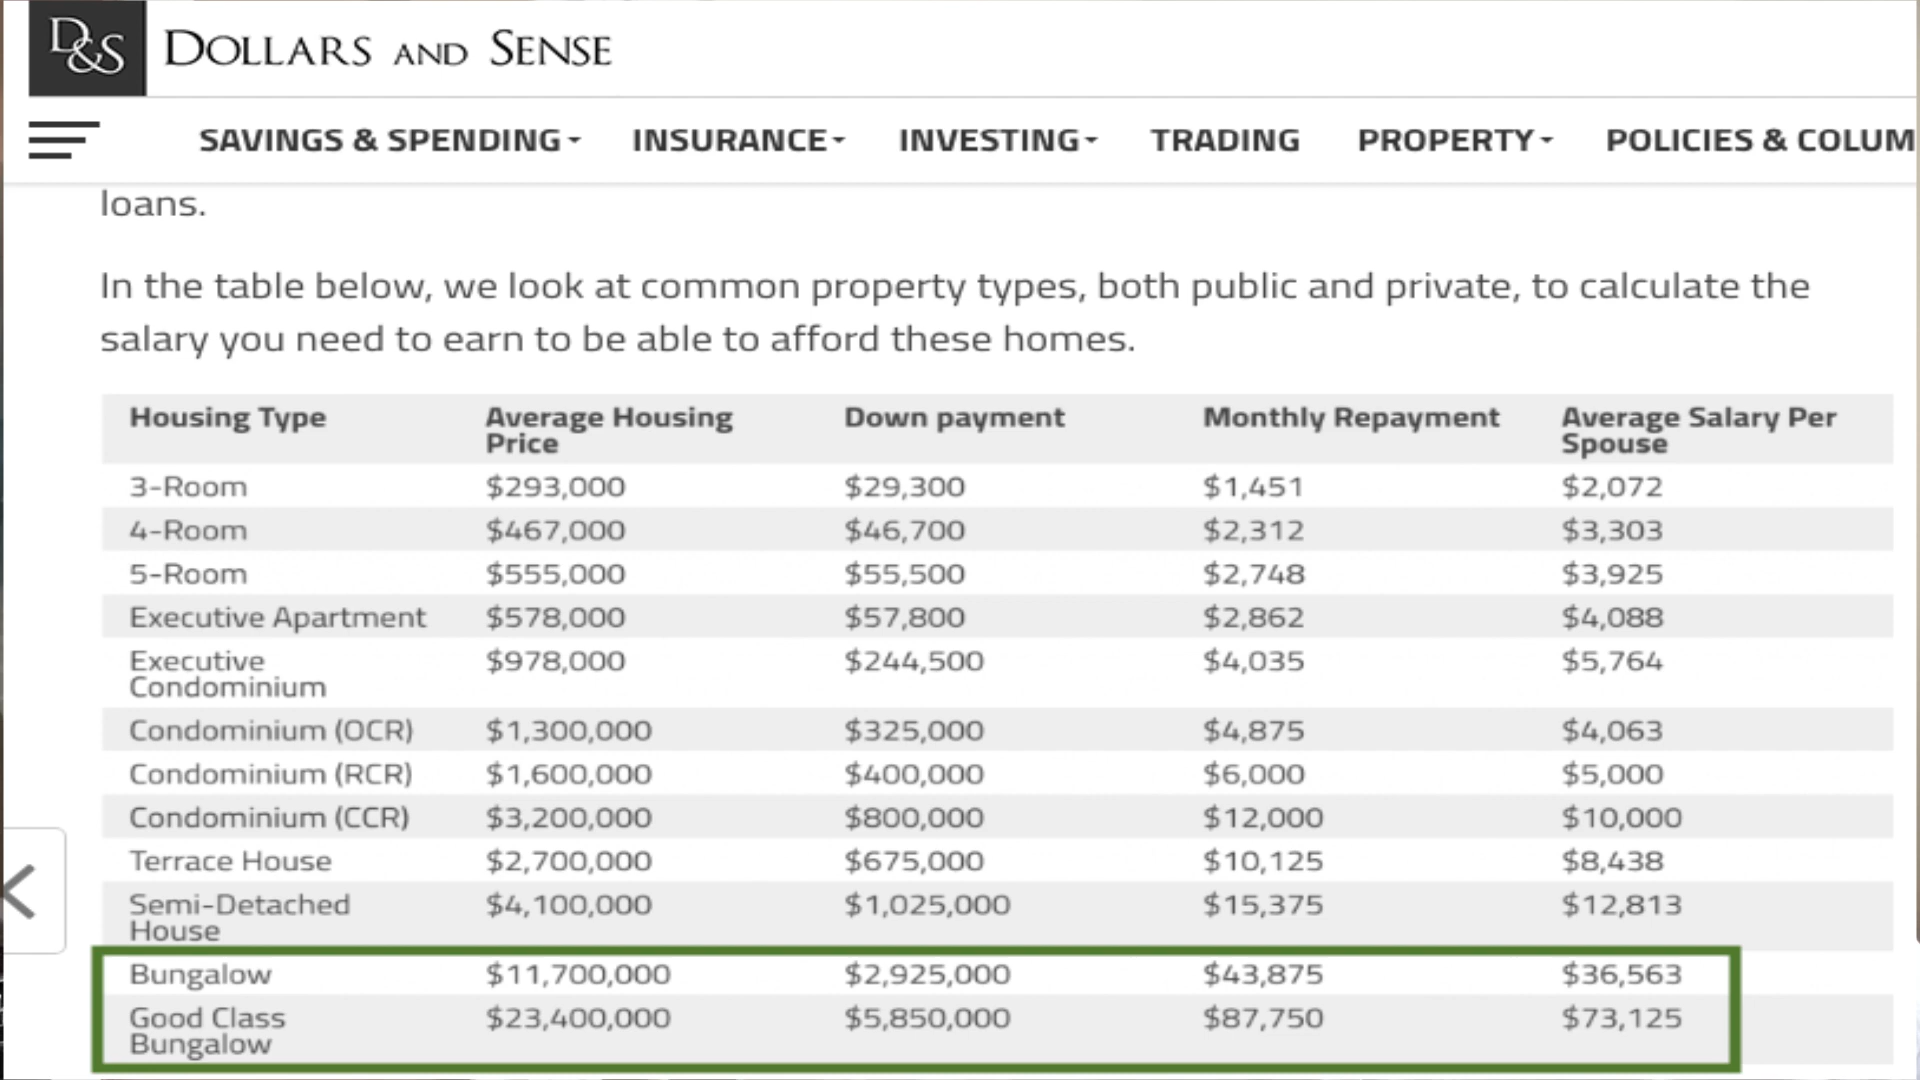 D&S DOLLARS AND SENSE
SAVINGS & SPENDING INSURANCE INVESTING TRADING PROPERTY POLICIES & COLUM
loans.
In the table below, we look at common property types, both public and private, to calculate the
salary you need to earn to be able to afford these homes.
Housing Type Average Housing Price Down payment Monthly Repayment Average Salary Per Spouse
3-Room $293,000 $29,300 $1,451 $2,072
4-Room $467,000 $46,700 $2,312 $3,303
5-Room $555,000 $55,500 $2,748 $3,925
Executive Apartment $578,000 $57,800 $2,862 $4,088
Executive Condominium $978,000 $244,500 $4,035 $5,764
Condominium (OCR) $1,300,000 $325,000 $4,875 $4,063
Condominium (RCR) $1,600,000 $400,000 $6,000 $5,000
Condominium (CCR) $3,200,000 $800,000 $12,000 $10,000
Terrace House $2,700,000 $675,000 $10,125 $8,438
Semi-Detached House $4,100,000 $1,025,000 $15,375 $12,813
Bungalow $11,700,000 $2,925,000 $43,875 $36,563
Good Class Bungalow $23,400,000 $5,850,000 $87,750 $73,125